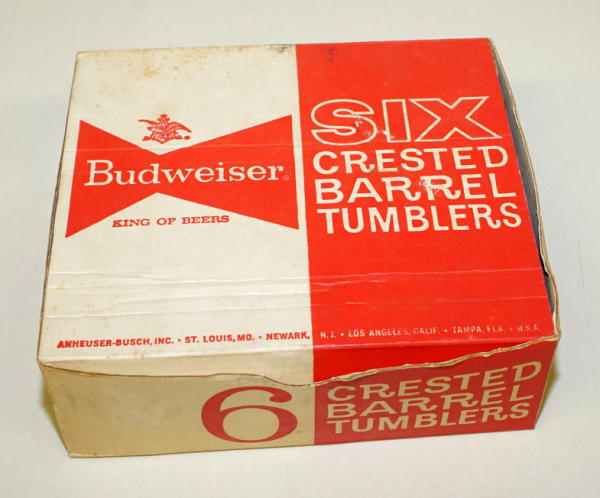 Budweiser®
KING OF BEERS
SIX
CRESTED
BARREL
TUMBLERS
ANHEUSER-BUSCH, INC. • ST. LOUIS, MO. • NEWARK, N.J. • LOS ANGELES, CALIF. • TAMPA, FLA. • U.S.A.
6
CRESTED
BARREL
TUMBLERS